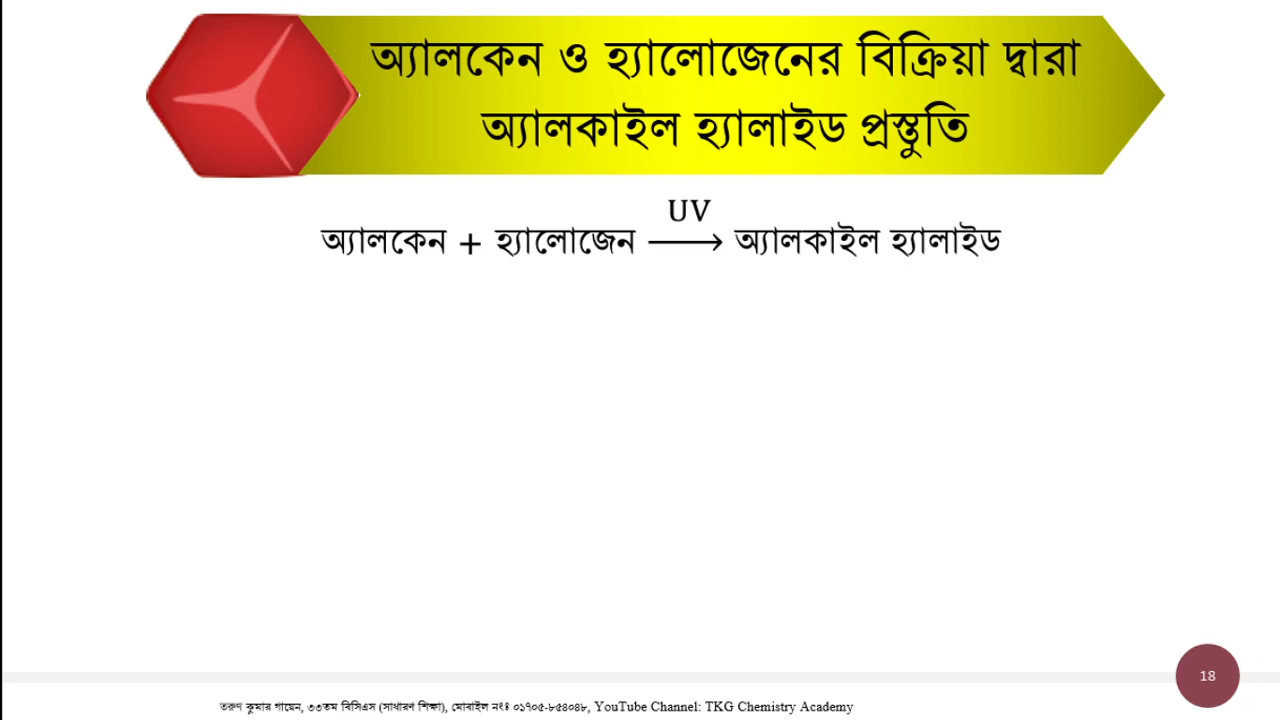 অ্যালকেন ও হ্যালোজেনের বিক্রিয়া দ্বারা
অ্যালকাইল হ্যালাইড প্রস্তুতি
UV
অ্যালকেন + হ্যালোজেন ⟶ অ্যালকাইল হ্যালাইড
18
তরুণ কুমার গায়েন, ৩৩তম বিসিএস (সাধারণ শিক্ষা), মোবাইল নংঃ ০১৭০৫-৮৫৪০৪৮, YouTube Channel: TKG Chemistry Academy